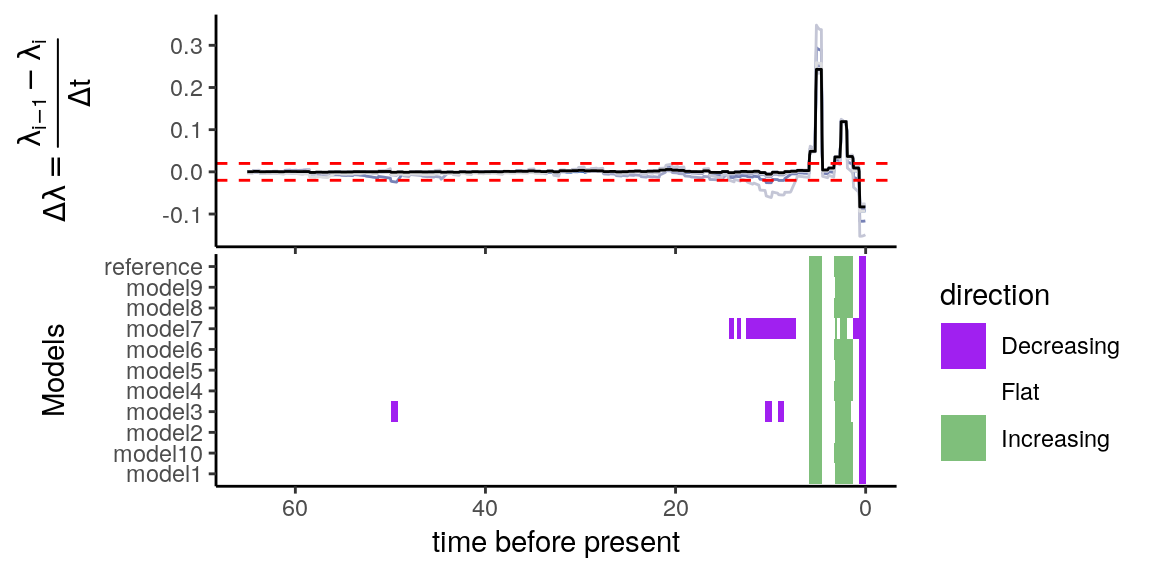 Δλ = (λi−1 − λi) / Δt
0.3
0.2
0.1
0.0
-0.1
Models
reference
model9
model8
model7
model6
model5
model4
model3
model2
model10
model1
60 40 20 0
time before present
direction
Decreasing
Flat
Increasing